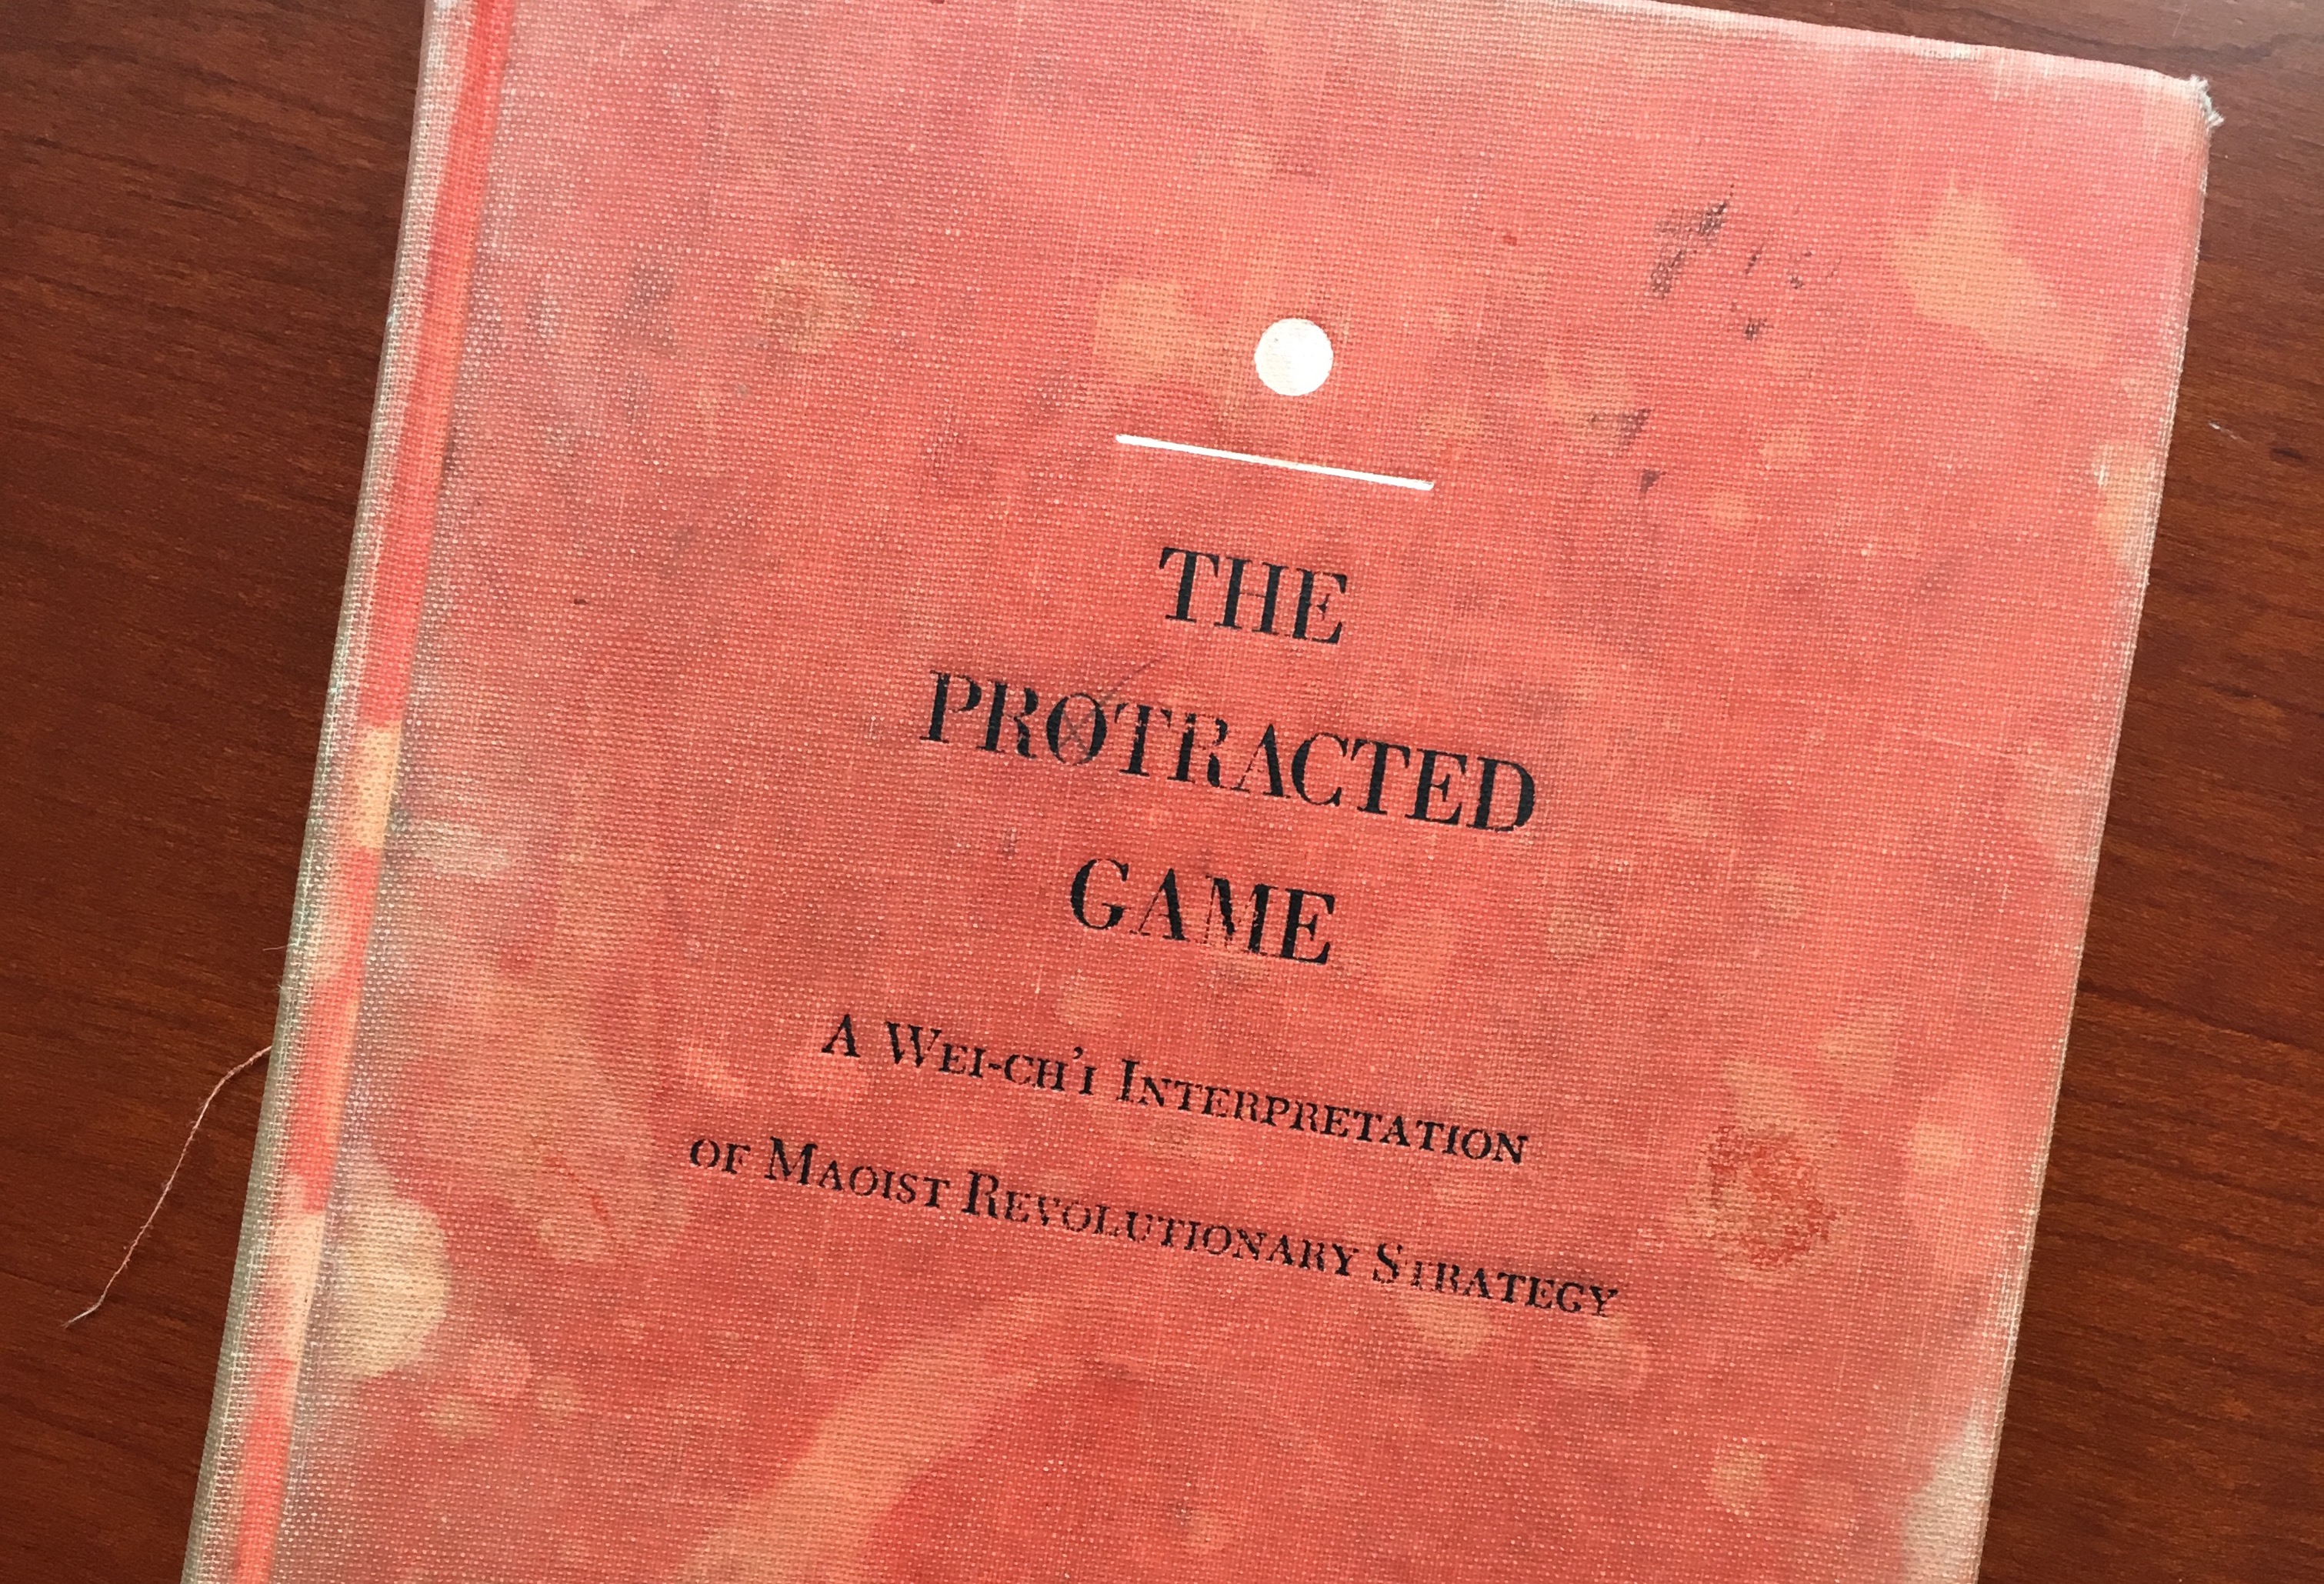 THE
PROTRACTED
GAME
A WEI-CH'I INTERPRETATION
OF MAOIST REVOLUTIONARY STRATEGY